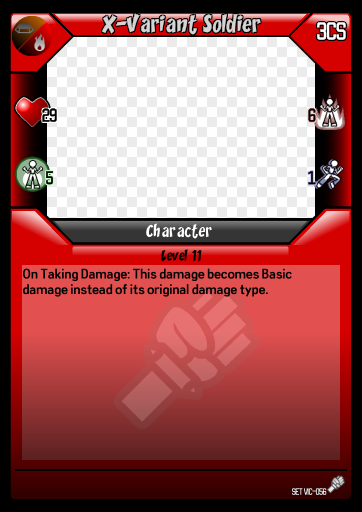 X-Variant Soldier
3CS
29
6
5
1
Character
Level 11
On Taking Damage: This damage becomes Basic
damage instead of its original damage type.
SET VIC-056